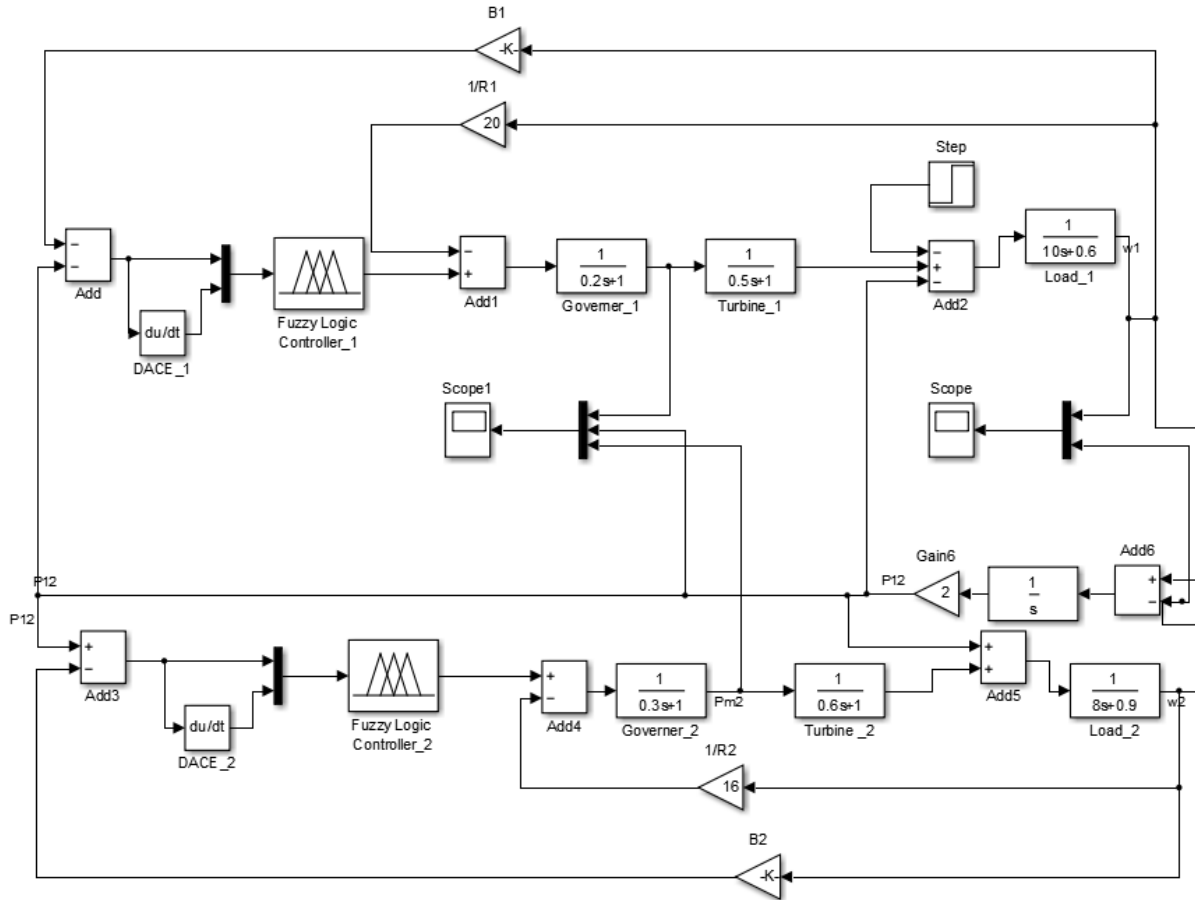 B1
-K-
1/R1
20
Step
−
−
Add
du/dt
DACE_1
Fuzzy Logic
Controller_1
−
+
Add1
1
0.2s+1
Governer_1
1
0.5s+1
Turbine_1
−
+
−
Add2
1
10s+0.6
Load_1
w1
Scope1
Scope
P12
P12
Gain6
2
P12
1
s
Add6
+
−
+
−
Add3
du/dt
DACE_2
Fuzzy Logic
Controller_2
+
−
Add4
1
0.3s+1
Governer_2
Pm2
1
0.6s+1
Turbine _2
+
+
Add5
1
8s+0.9
Load_2
w2
1/R2
16
B2
-K-